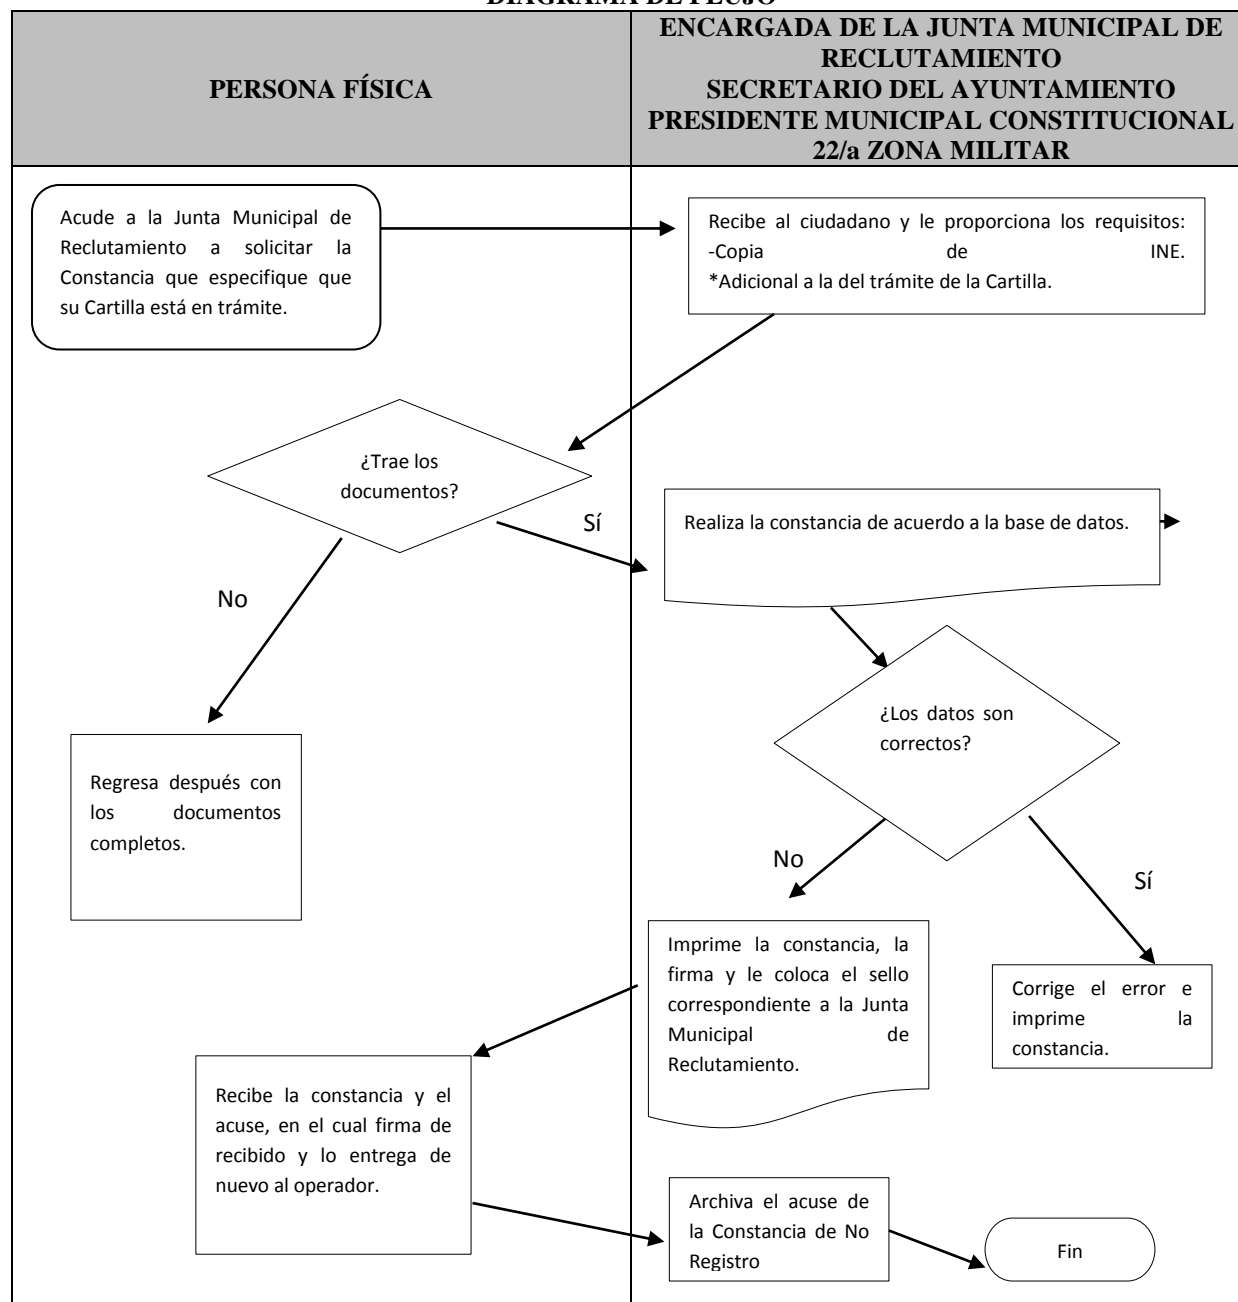 DIAGRAMA DE FLUJO
PERSONA FÍSICA
ENCARGADA DE LA JUNTA MUNICIPAL DE
RECLUTAMIENTO
SECRETARIO DEL AYUNTAMIENTO
PRESIDENTE MUNICIPAL CONSTITUCIONAL
22/a ZONA MILITAR
Acude a la Junta Municipal de
Reclutamiento a solicitar la
Constancia que especifique que
su Cartilla está en trámite.
Recibe al ciudadano y le proporciona los requisitos:
-Copia de INE.
*Adicional a la del trámite de la Cartilla.
¿Trae los
documentos?
Sí
No
Realiza la constancia de acuerdo a la base de datos.
Regresa después con
los documentos
completos.
¿Los datos son
correctos?
No
Sí
Imprime la constancia, la
firma y le coloca el sello
correspondiente a la Junta
Municipal de
Reclutamiento.
Corrige el error e
imprime la
constancia.
Recibe la constancia y el
acuse, en el cual firma de
recibido y lo entrega de
nuevo al operador.
Archiva el acuse de
la Constancia de No
Registro
Fin